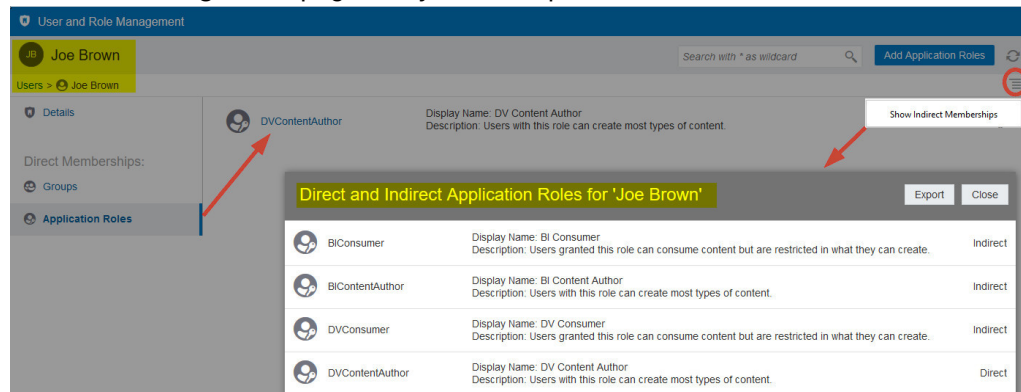 User and Role Management
JB Joe Brown
Search with * as wildcard
Add Application Roles
Users > Joe Brown
Details
DVContentAuthor
Display Name: DV Content Author
Description: Users with this role can create most types of content.
Show Indirect Memberships
Direct Memberships:
Groups
Application Roles
Direct and Indirect Application Roles for 'Joe Brown'
Export
Close
BIConsumer
Display Name: BI Consumer
Description: Users granted this role can consume content but are restricted in what they can create.
Indirect
BIContentAuthor
Display Name: BI Content Author
Description: Users with this role can create most types of content.
Indirect
DVConsumer
Display Name: DV Consumer
Description: Users granted this role can consume content but are restricted in what they can create.
Indirect
DVContentAuthor
Display Name: DV Content Author
Description: Users with this role can create most types of content.
Direct